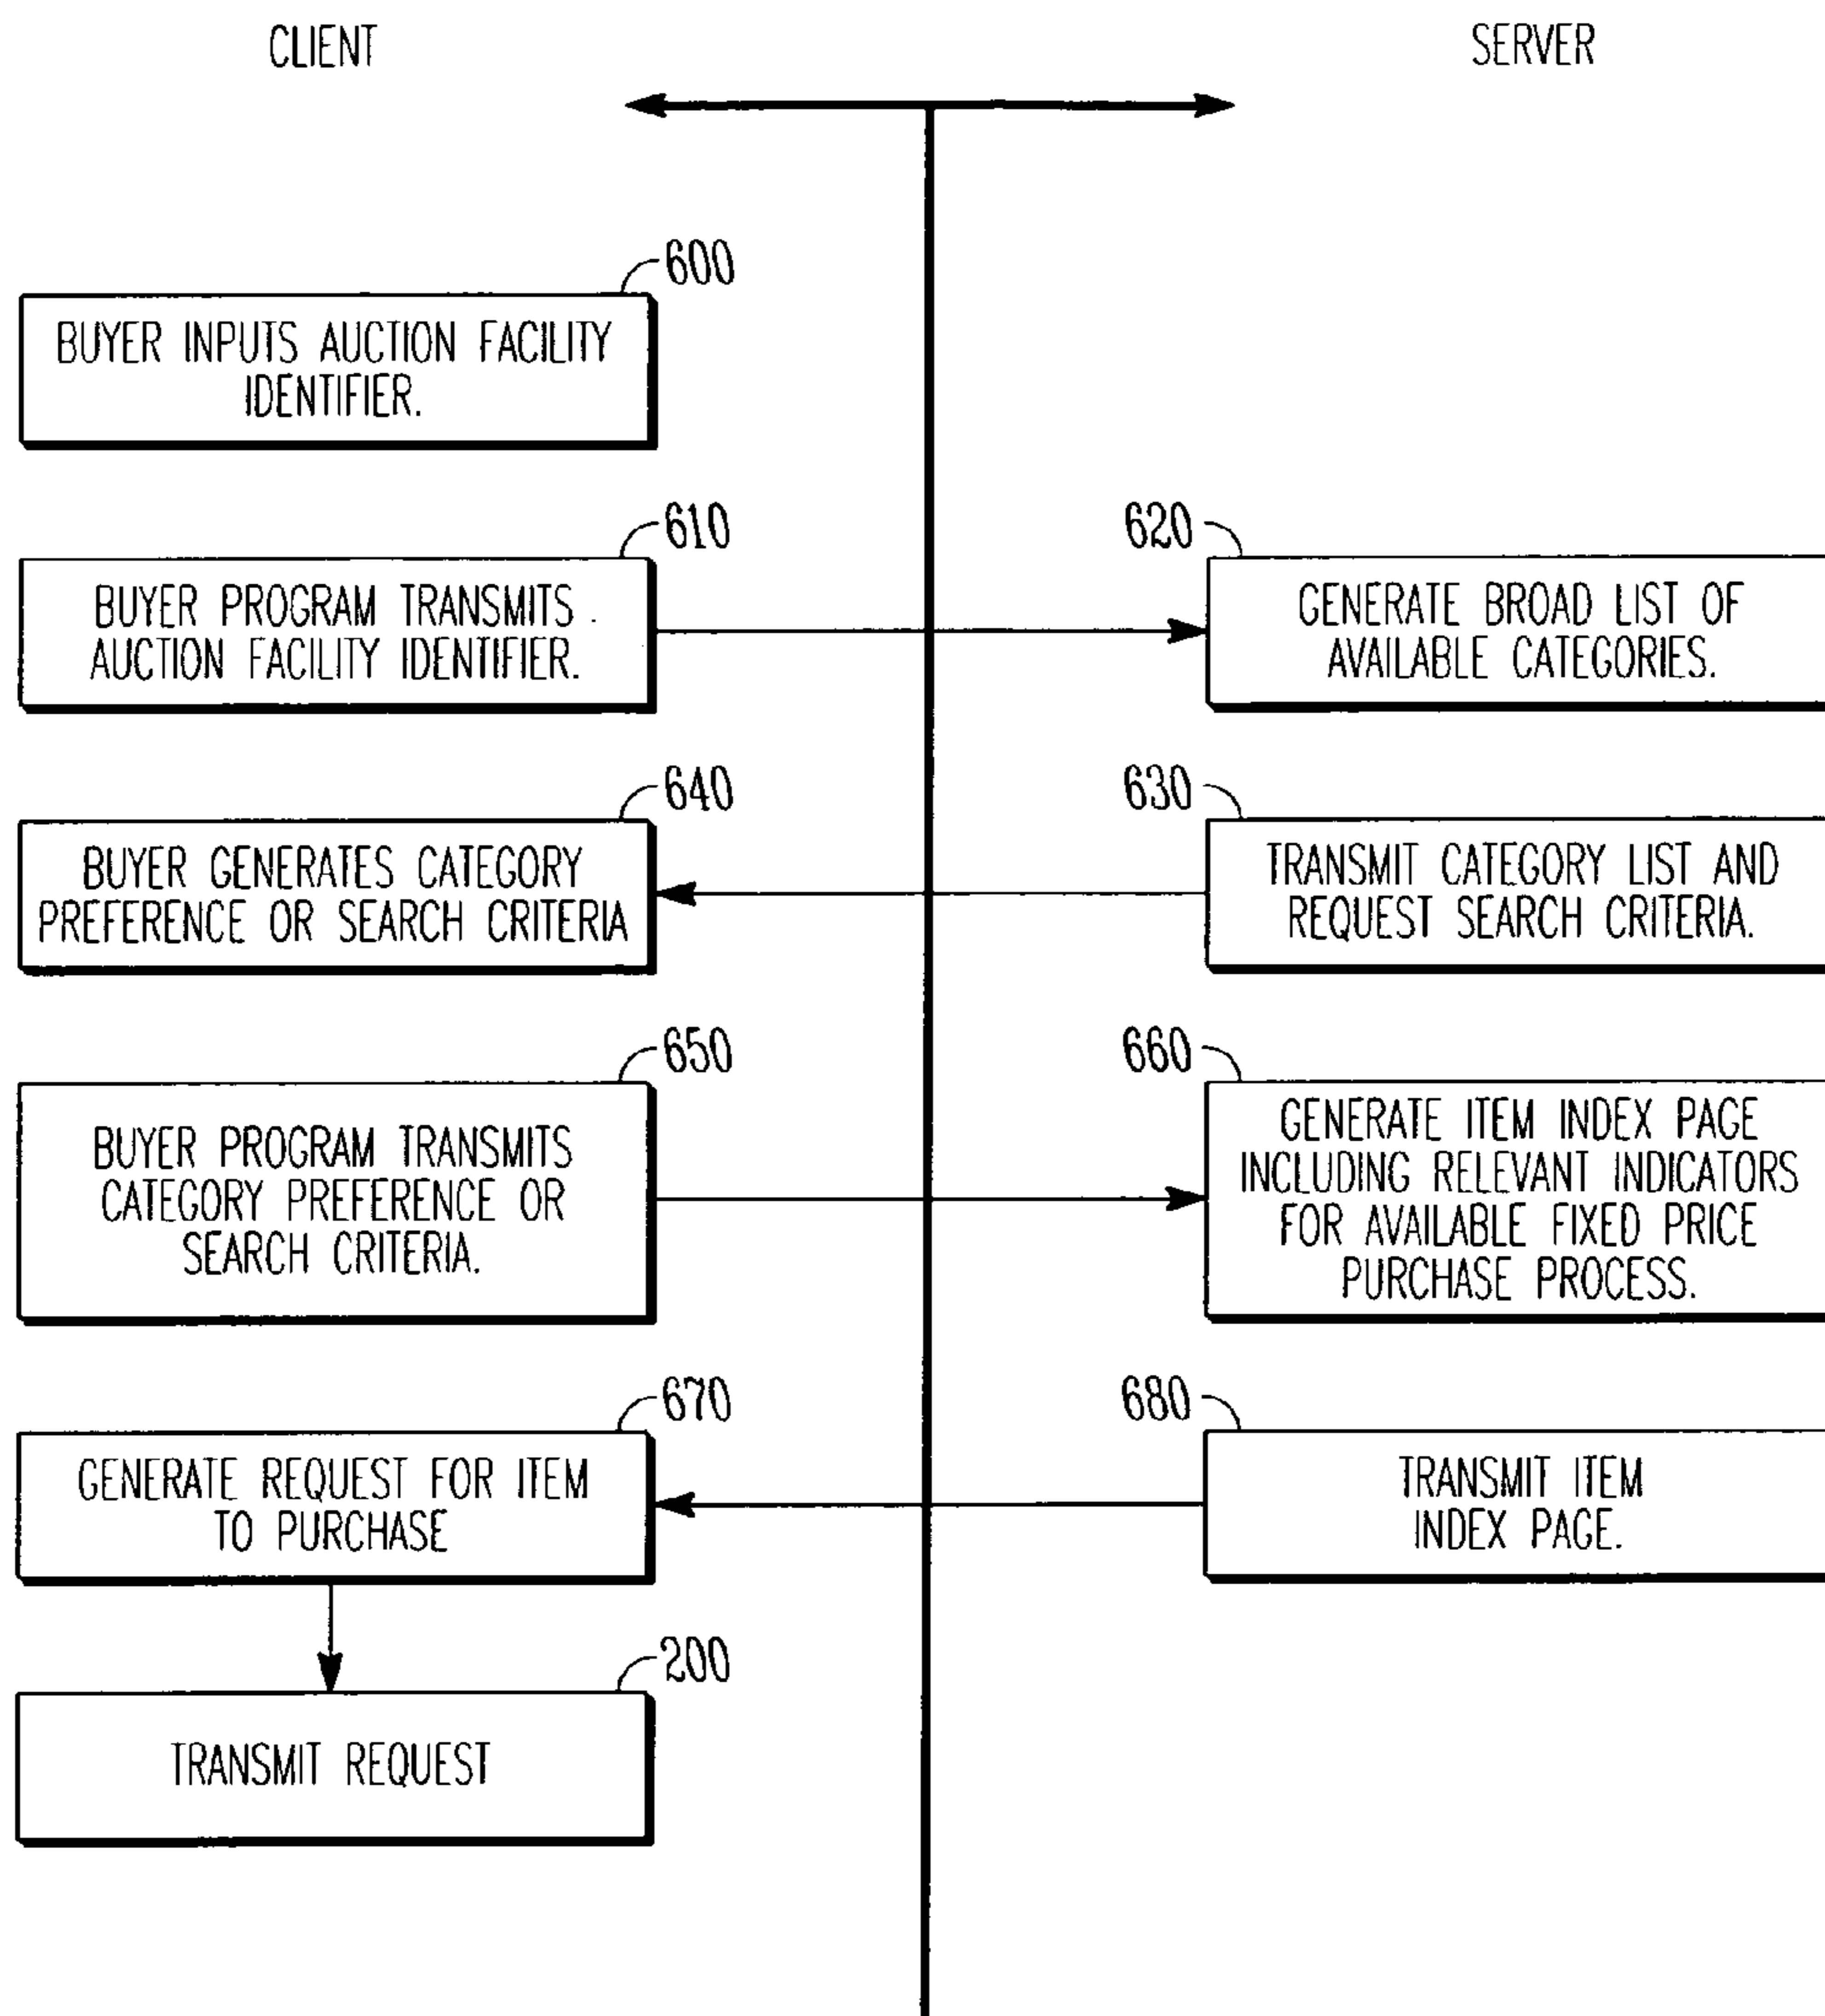 CLIENT
SERVER
600
BUYER INPUTS AUCTION FACILITY
IDENTIFIER.
610
BUYER PROGRAM TRANSMITS
AUCTION FACILITY IDENTIFIER.
620
GENERATE BROAD LIST OF
AVAILABLE CATEGORIES.
640
BUYER GENERATES CATEGORY
PREFERENCE OR SEARCH CRITERIA
630
TRANSMIT CATEGORY LIST AND
REQUEST SEARCH CRITERIA.
650
BUYER PROGRAM TRANSMITS
CATEGORY PREFERENCE OR
SEARCH CRITERIA.
660
GENERATE ITEM INDEX PAGE
INCLUDING RELEVANT INDICATORS
FOR AVAILABLE FIXED PRICE
PURCHASE PROCESS.
670
GENERATE REQUEST FOR ITEM
TO PURCHASE
680
TRANSMIT ITEM
INDEX PAGE.
200
TRANSMIT REQUEST